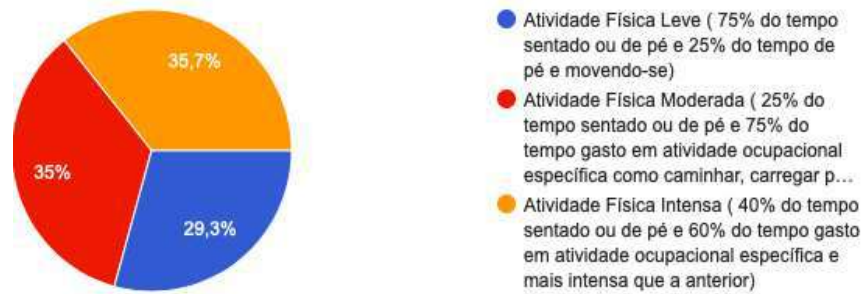 35,7%
35%
29,3%
Atividade Física Leve ( 75% do tempo
sentado ou de pé e 25% do tempo de
pé e movendo-se)
Atividade Física Moderada ( 25% do
tempo sentado ou de pé e 75% do
tempo gasto em atividade ocupacional
específica como caminhar, carregar p…
Atividade Física Intensa ( 40% do tempo
sentado ou de pé e 60% do tempo gasto
em atividade ocupacional específica e
mais intensa que a anterior)